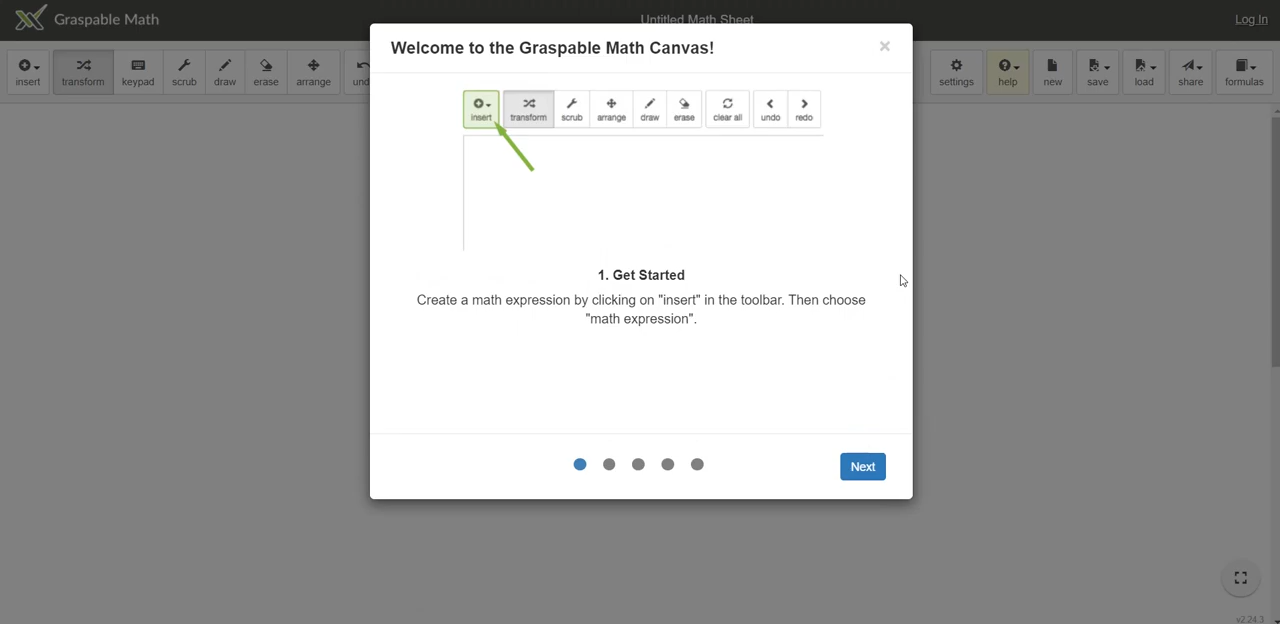 Graspable Math
Untitled Math Sheet
Log In
Welcome to the Graspable Math Canvas!
×
insert
transform
keypad
scrub
draw
erase
arrange
undo
settings
help
new
save
load
share
formulas
insert
transform
scrub
arrange
draw
erase
clear all
undo
redo
1. Get Started
Create a math expression by clicking on "insert" in the toolbar. Then choose
"math expression".
Next
v2.24.3